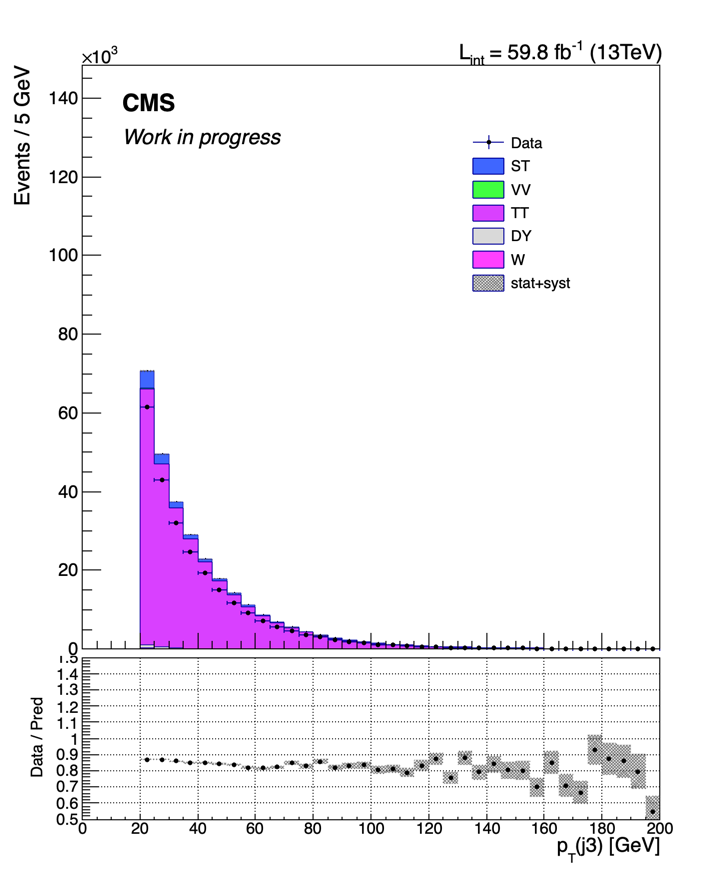 ×10³
L_int = 59.8 fb⁻¹ (13TeV)
Events / 5 GeV
140
120
100
80
60
40
20
0
CMS
Work in progress
Data
ST
VV
TT
DY
W
stat+syst
Data / Pred
1.5
1.4
1.3
1.2
1.1
1
0.9
0.8
0.7
0.6
0.5
0 20 40 60 80 100 120 140 160 180 200
p_T(j3) [GeV]